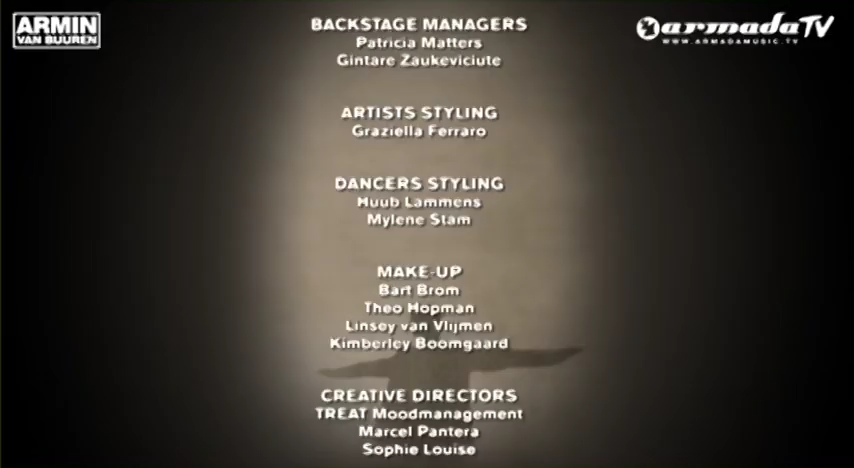 ARMIN
VAN BUUREN
armada TV
WWW.ARMADAMUSIC.TV
BACKSTAGE MANAGERS
Patricia Matters
Gintare Zaukeviciute
ARTISTS STYLING
Graziella Ferraro
DANCERS STYLING
Huub Lammens
Mylene Stam
MAKE-UP
Bart Brom
Theo Hopman
Linsey van Vlijmen
Kimberley Boomgaard
CREATIVE DIRECTORS
TREAT Moodmanagement
Marcel Pantera
Sophie Louise